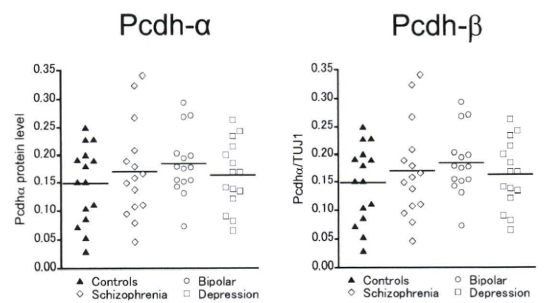 Pcdh-α
Pcdhα protein level
0.35
0.30
0.25
0.20
0.15
0.10
0.05
0.00
▲ Controls ○ Bipolar
◇ Schizophrenia □ Depression
Pcdh-β
Pcdhα/TUJ1
0.35
0.30
0.25
0.20
0.15
0.10
0.05
0.00
▲ Controls ○ Bipolar
◇ Schizophrenia □ Depression